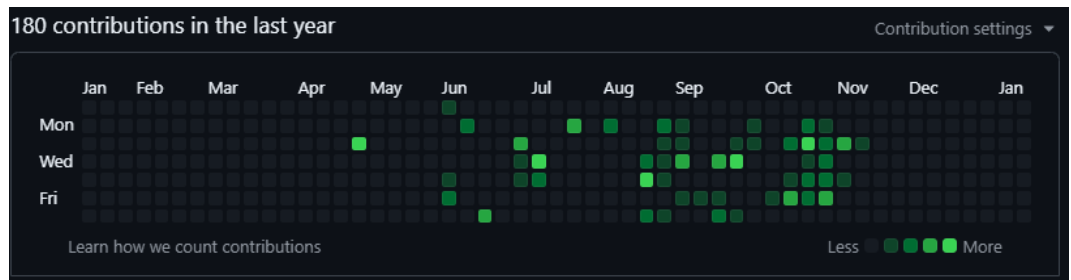 180 contributions in the last year
Contribution settings
Jan Feb Mar Apr May Jun Jul Aug Sep Oct Nov Dec Jan
Mon
Wed
Fri
Learn how we count contributions
Less More